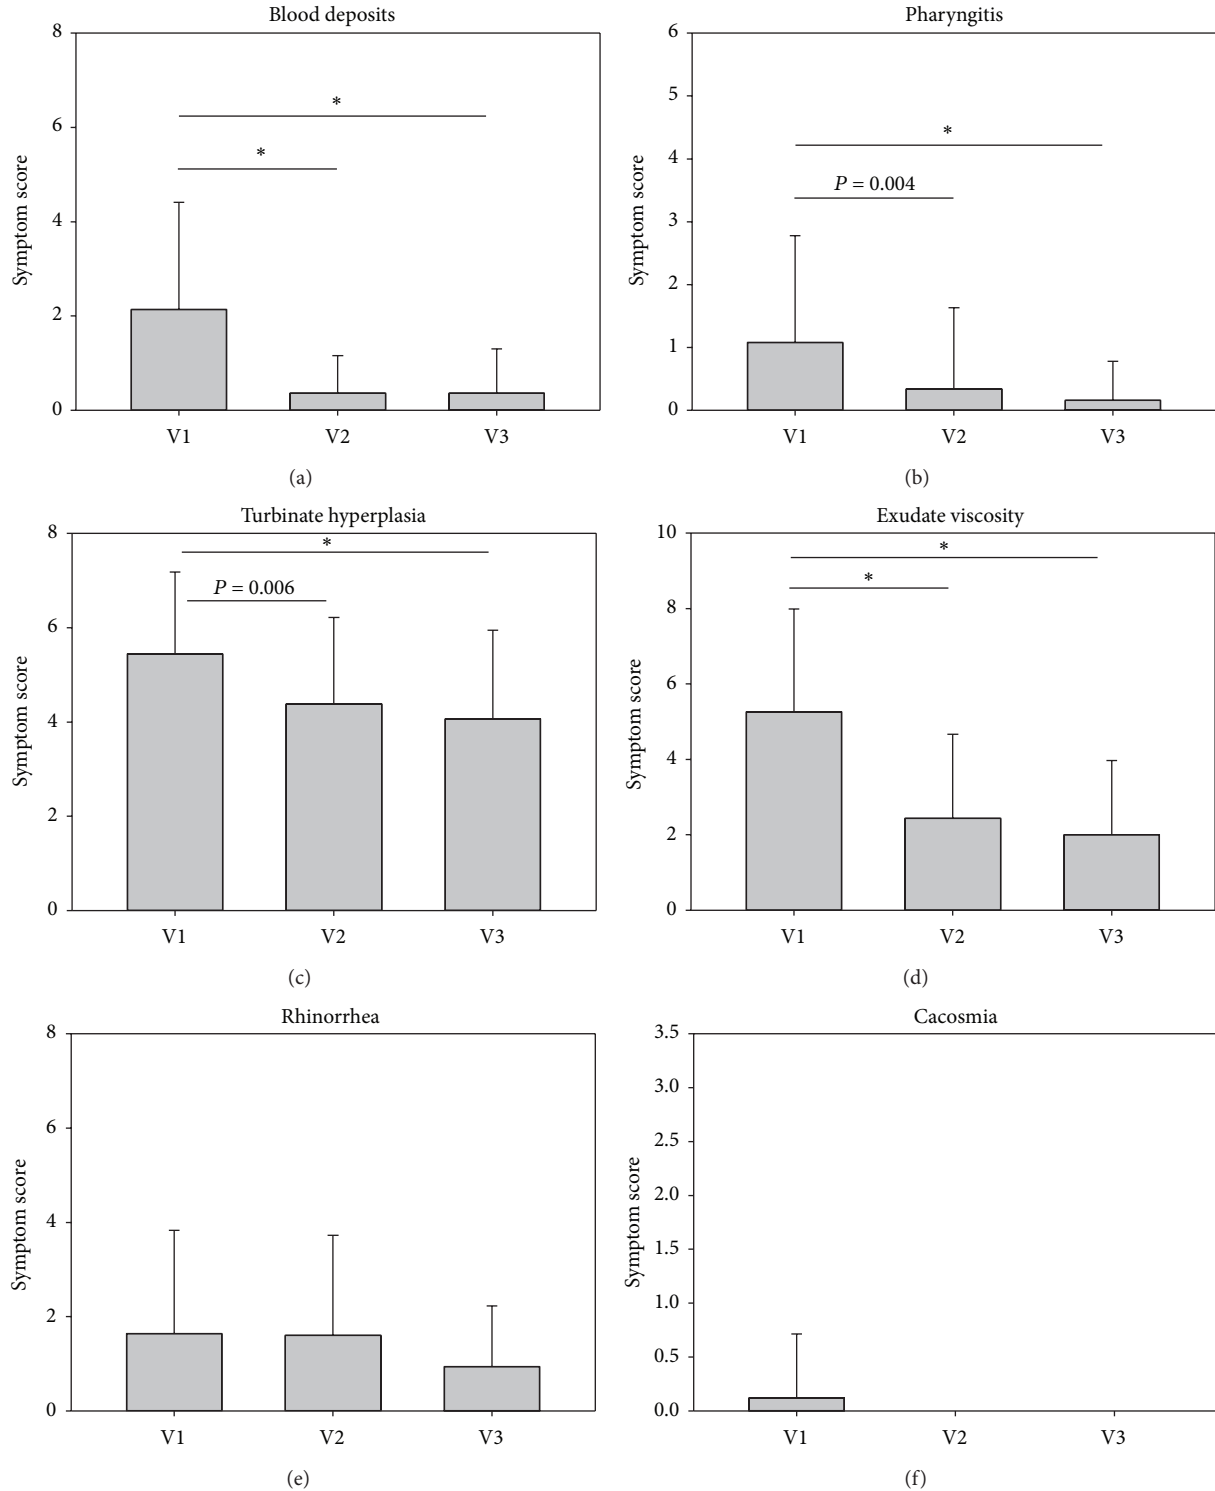 Blood deposits
8
6
4
2
0
Symptom score
*
*
V1 V2 V3
(a)
Pharyngitis
6
5
4
3
2
1
0
Symptom score
*
P = 0.004
V1 V2 V3
(b)
Turbinate hyperplasia
8
6
4
2
0
Symptom score
*
P = 0.006
V1 V2 V3
(c)
Exudate viscosity
10
8
6
4
2
0
Symptom score
*
*
V1 V2 V3
(d)
Rhinorrhea
8
6
4
2
0
Symptom score
V1 V2 V3
(e)
Cacosmia
3.5
3.0
2.5
2.0
1.5
1.0
0.5
0.0
Symptom score
V1 V2 V3
(f)